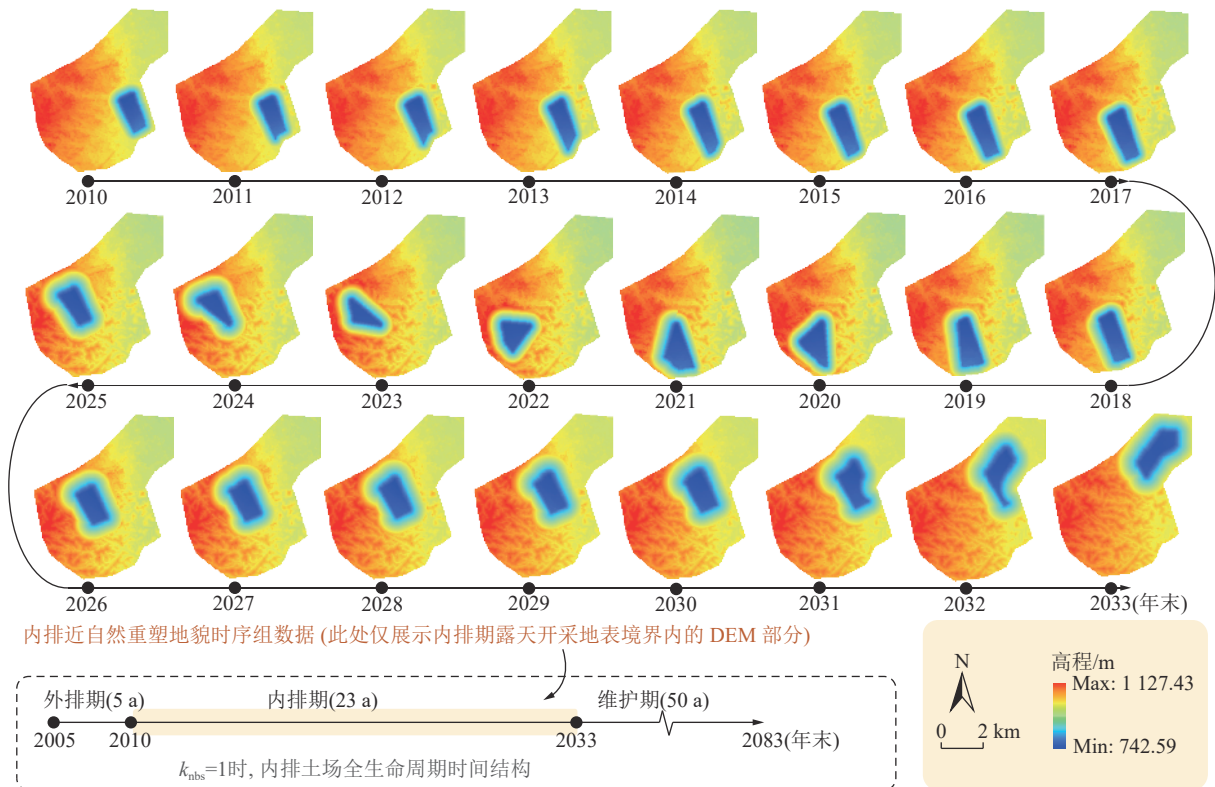 2010 2011 2012 2013 2014 2015 2016 2017
2025 2024 2023 2022 2021 2020 2019 2018
2026 2027 2028 2029 2030 2031 2032 2033(年末)
内排近自然重塑地貌时序组数据 (此处仅展示内排期露天开采地表境界内的 DEM 部分)
外排期(5 a) 内排期(23 a) 维护期(50 a)
2005 2010 2033 2083(年末)
k_nbs=1时, 内排土场全生命周期时间结构
N
0 2 km
高程/m
Max: 1 127.43
Min: 742.59